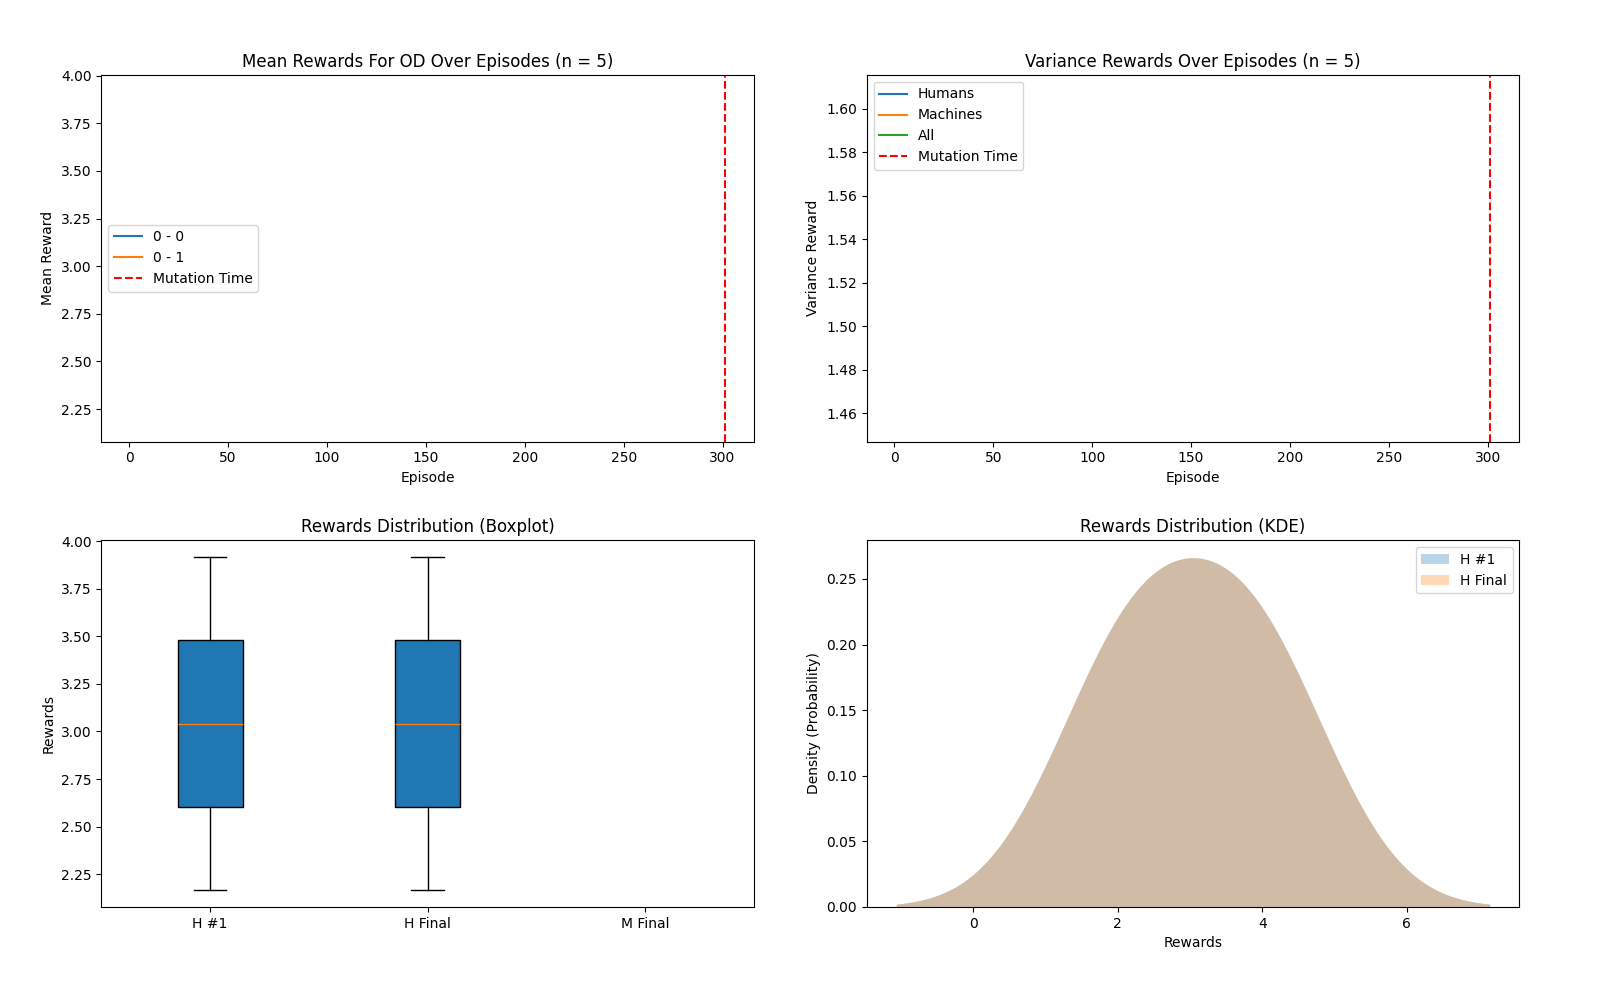 Mean Rewards For OD Over Episodes (n = 5)
4.00
3.75
3.50
3.25
3.00
2.75
2.50
2.25
Mean Reward
0 - 0
0 - 1
Mutation Time
0 50 100 150 200 250 300
Episode
Variance Rewards Over Episodes (n = 5)
1.60
1.58
1.56
1.54
1.52
1.50
1.48
1.46
Variance Reward
Humans
Machines
All
Mutation Time
0 50 100 150 200 250 300
Episode
Rewards Distribution (Boxplot)
4.00
3.75
3.50
3.25
3.00
2.75
2.50
2.25
Rewards
H #1 H Final M Final
Rewards Distribution (KDE)
0.25
0.20
0.15
0.10
0.05
0.00
Density (Probability)
H #1
H Final
0 2 4 6
Rewards